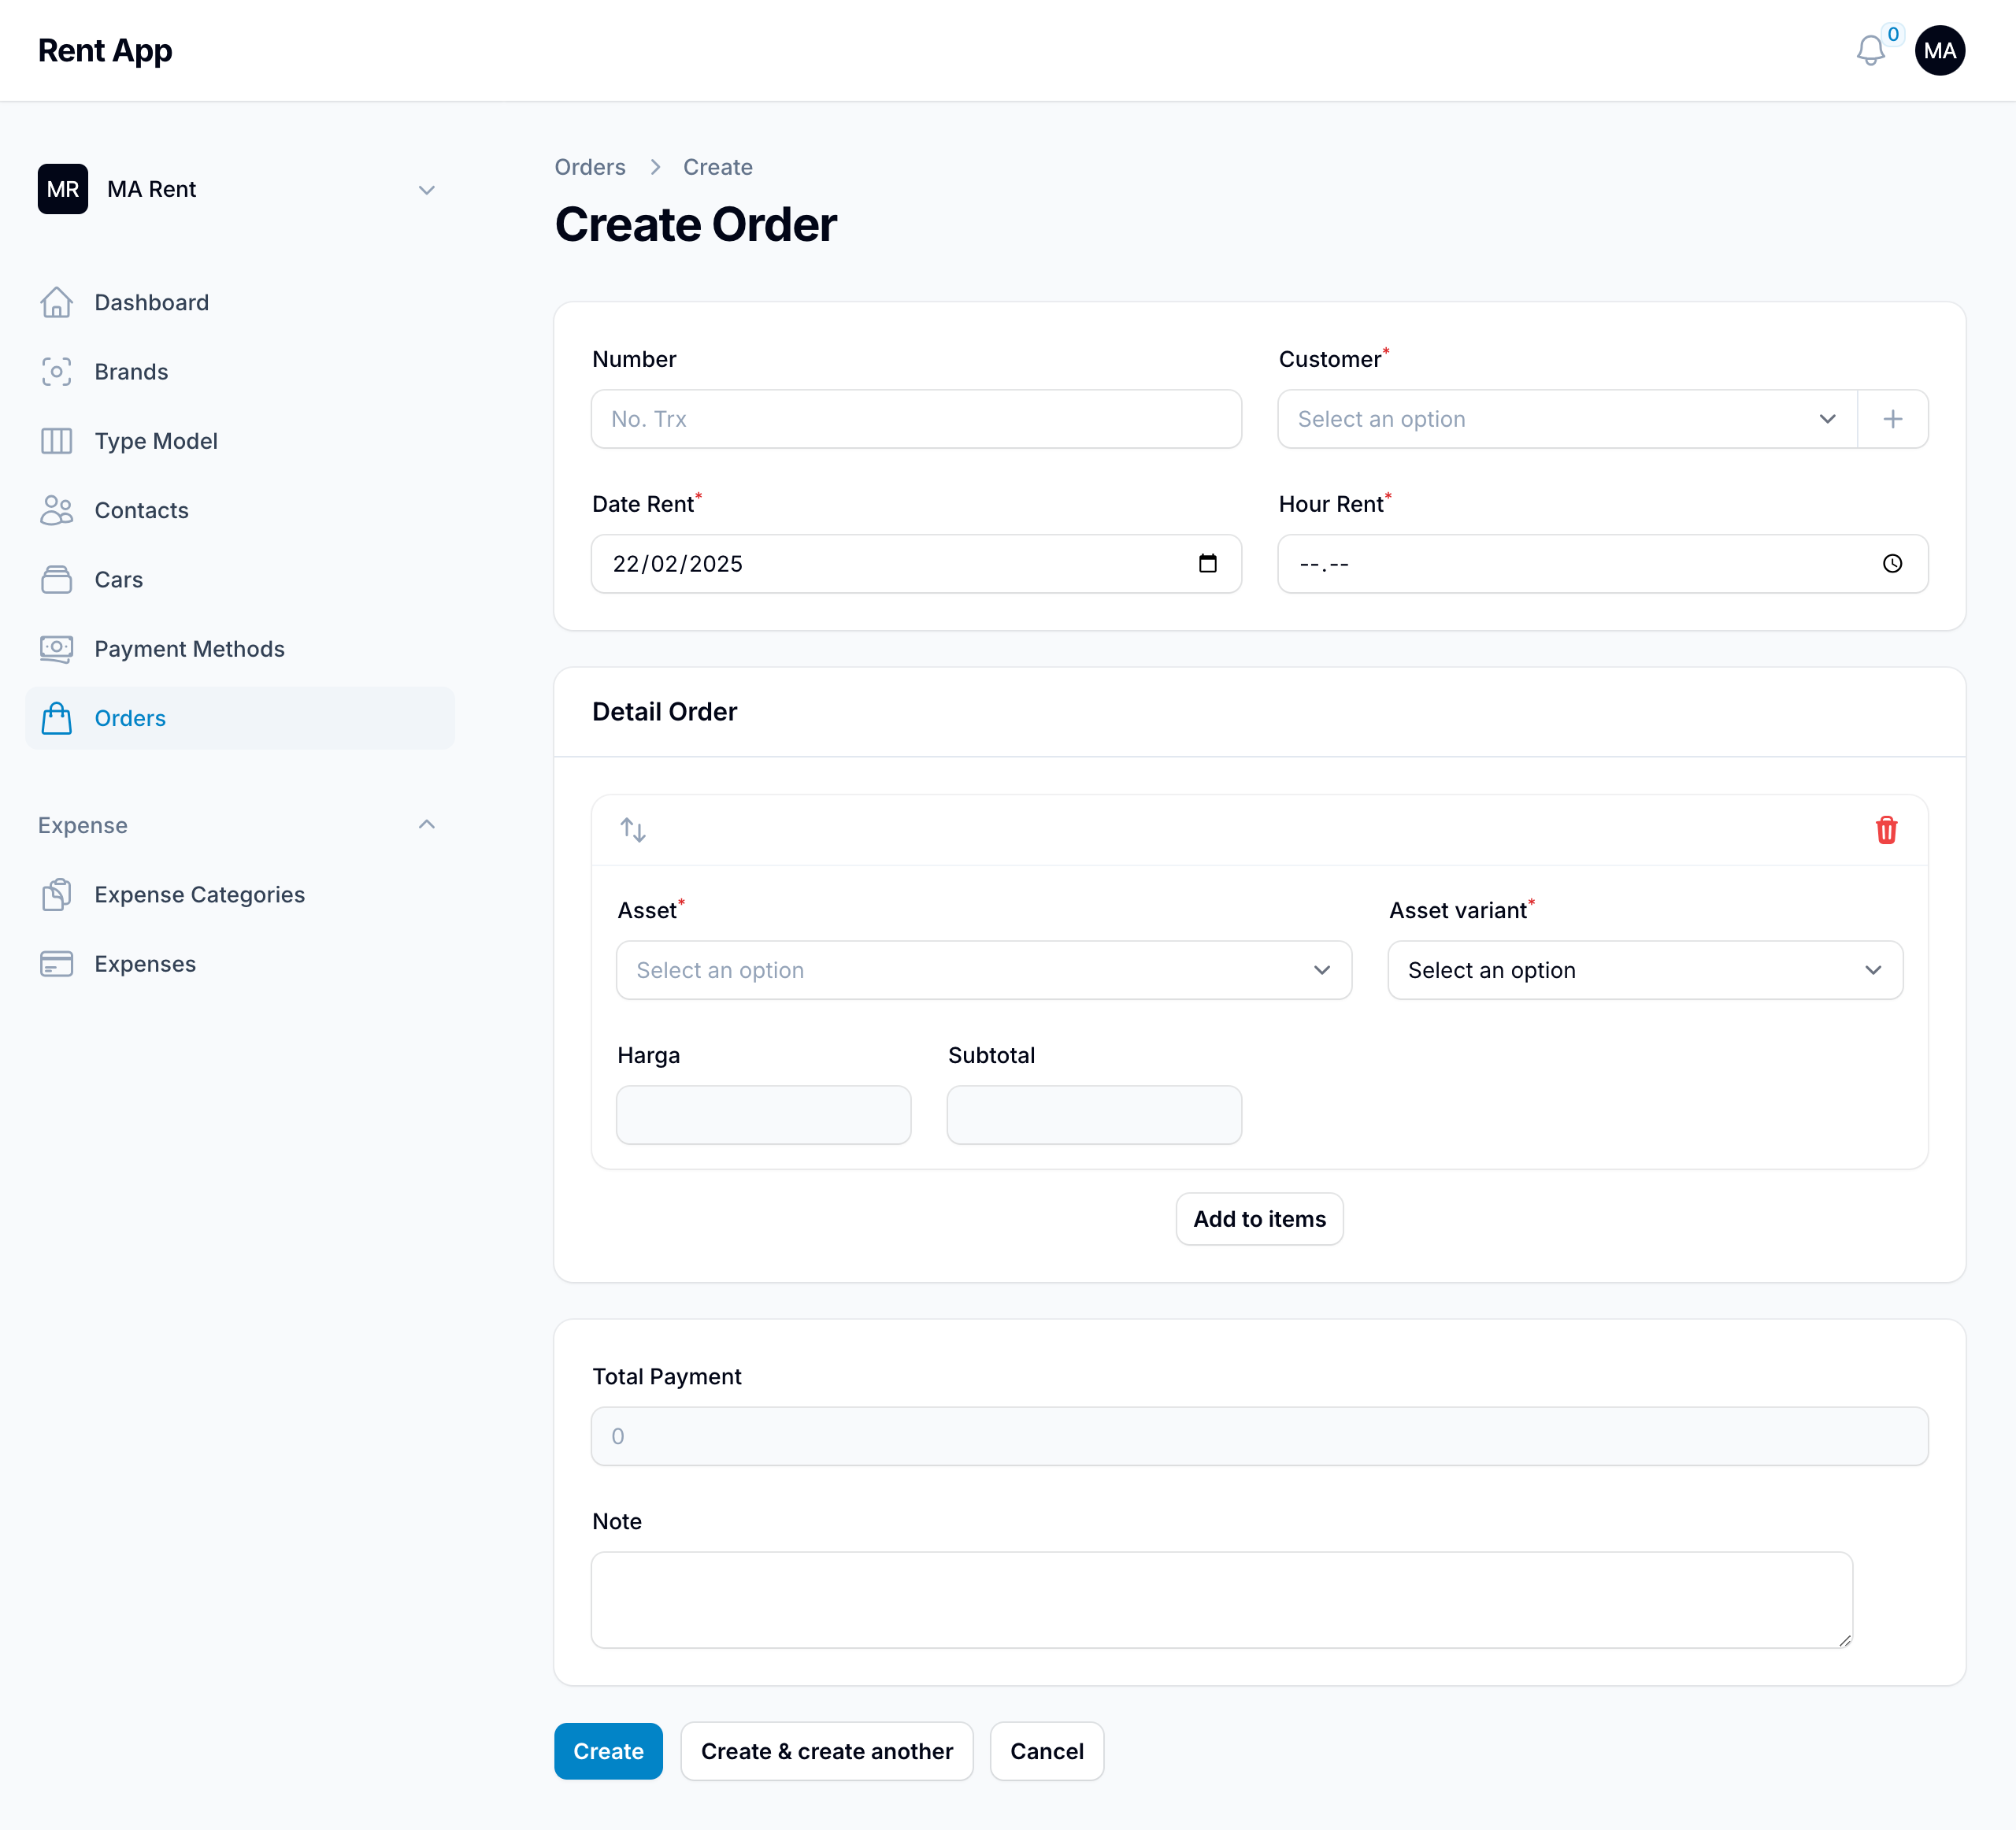 Rent App
0
MA
MR
MA Rent
Dashboard
Brands
Type Model
Contacts
Cars
Payment Methods
Orders
Expense
Expense Categories
Expenses
Orders > Create
Create Order
Number
No. Trx
Customer*
Select an option
Date Rent*
22/02/2025
Hour Rent*
--.--
Detail Order
Asset*
Select an option
Asset variant*
Select an option
Harga
Subtotal
Add to items
Total Payment
0
Note
Create
Create & create another
Cancel